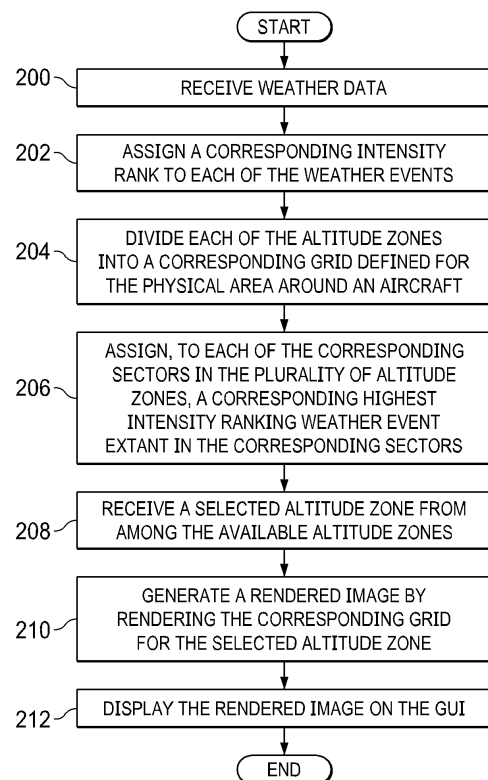 START
200
RECEIVE WEATHER DATA
202
ASSIGN A CORRESPONDING INTENSITY
RANK TO EACH OF THE WEATHER EVENTS
204
DIVIDE EACH OF THE ALTITUDE ZONES
INTO A CORRESPONDING GRID DEFINED FOR
THE PHYSICAL AREA AROUND AN AIRCRAFT
206
ASSIGN, TO EACH OF THE CORRESPONDING
SECTORS IN THE PLURALITY OF ALTITUDE
ZONES, A CORRESPONDING HIGHEST
INTENSITY RANKING WEATHER EVENT
EXTANT IN THE CORRESPONDING SECTORS
208
RECEIVE A SELECTED ALTITUDE ZONE FROM
AMONG THE AVAILABLE ALTITUDE ZONES
210
GENERATE A RENDERED IMAGE BY
RENDERING THE CORRESPONDING GRID
FOR THE SELECTED ALTITUDE ZONE
212
DISPLAY THE RENDERED IMAGE ON THE GUI
END